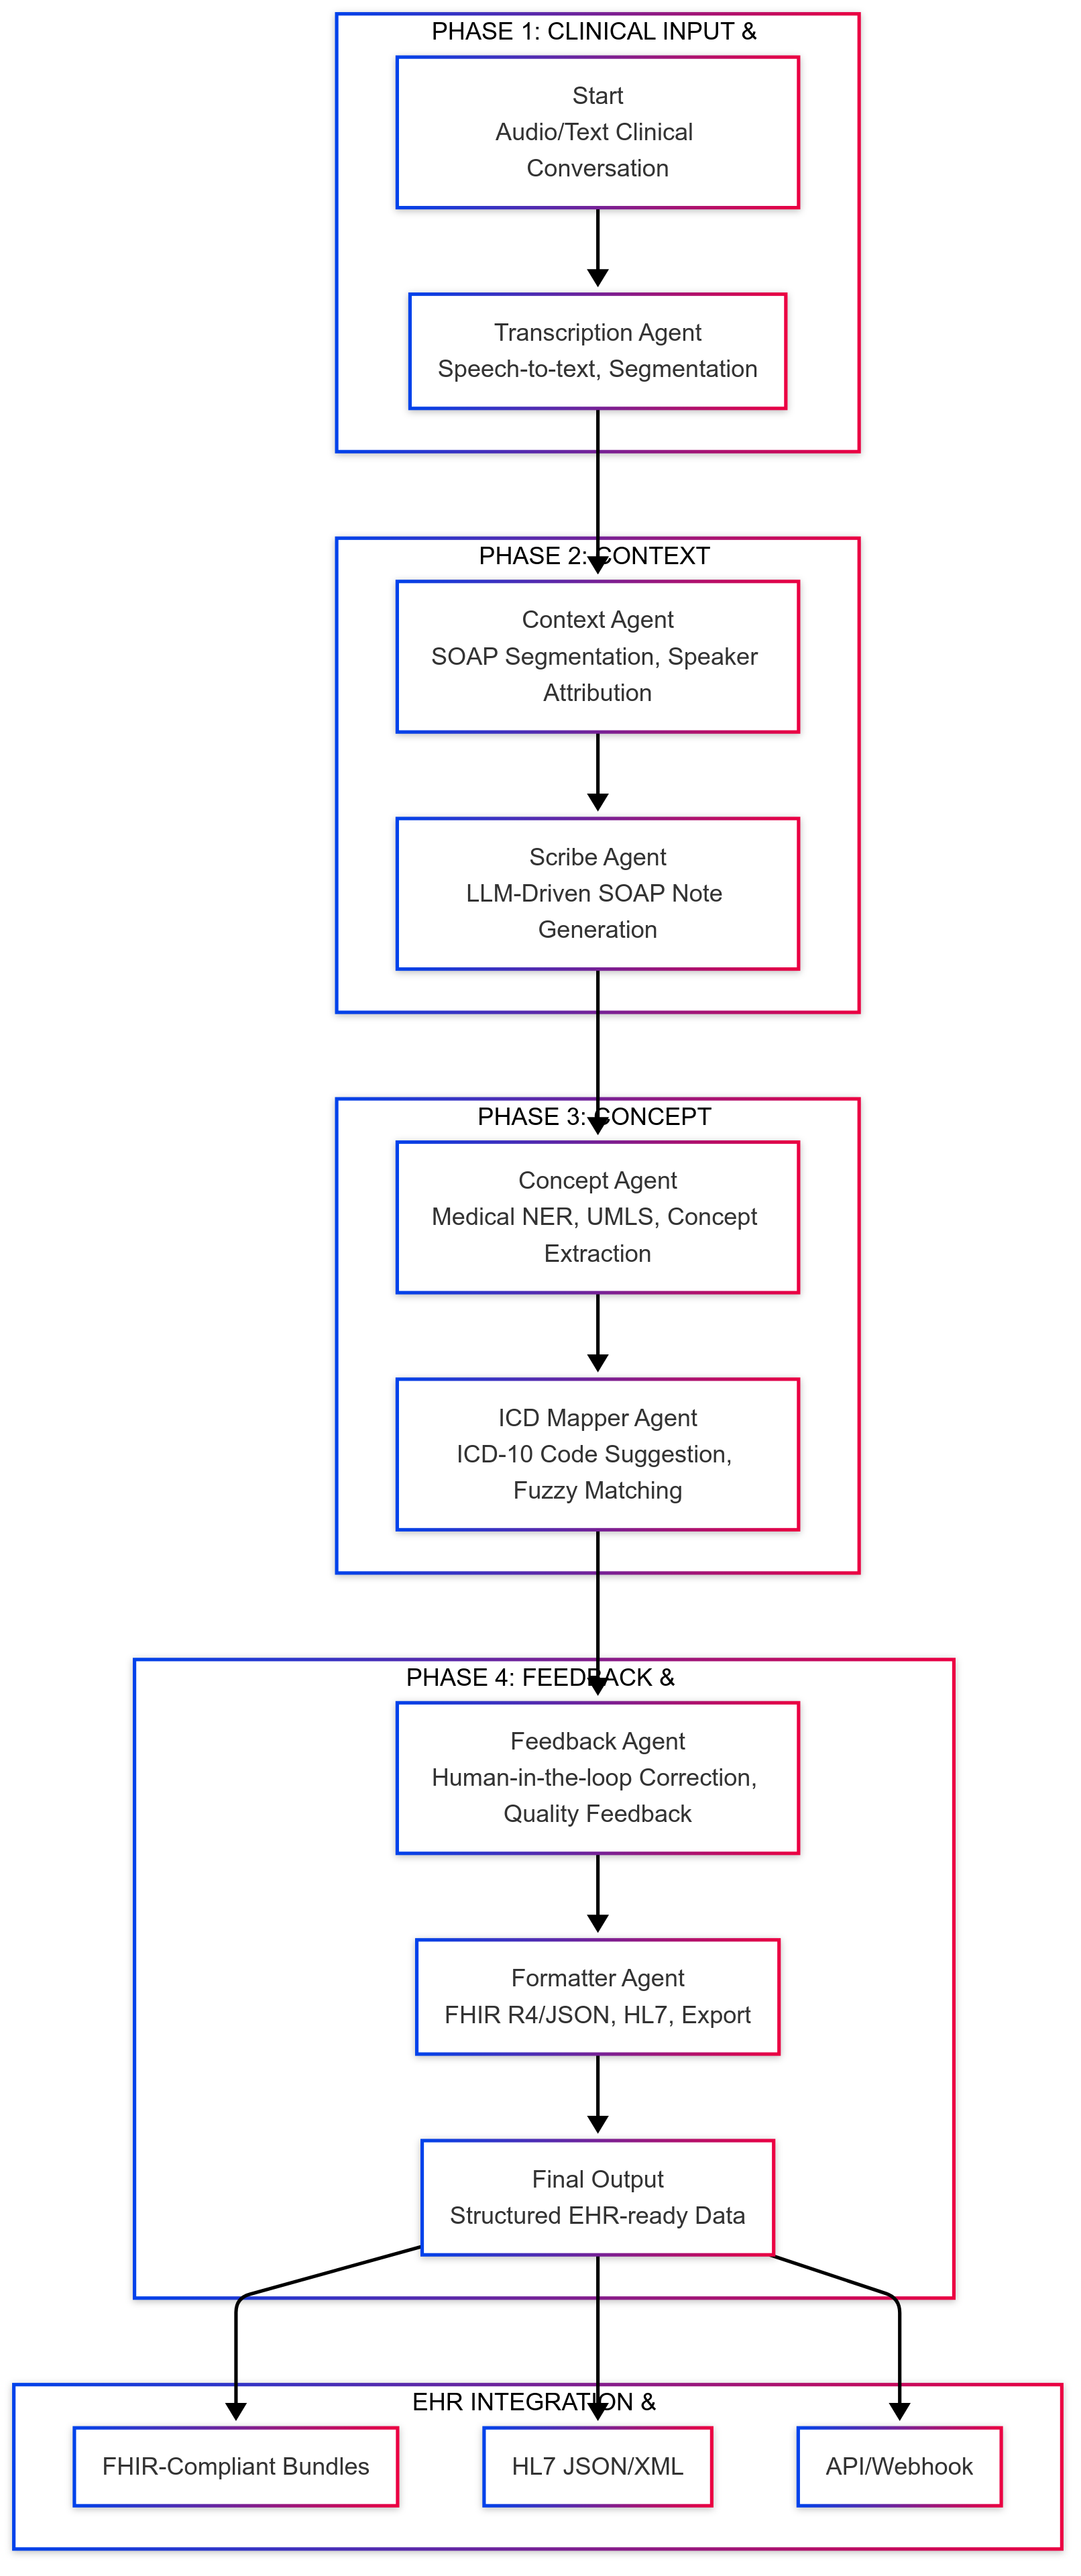 PHASE 1: CLINICAL INPUT &
Start
Audio/Text Clinical
Conversation
Transcription Agent
Speech-to-text, Segmentation
PHASE 2: CONTEXT
Context Agent
SOAP Segmentation, Speaker
Attribution
Scribe Agent
LLM-Driven SOAP Note
Generation
PHASE 3: CONCEPT
Concept Agent
Medical NER, UMLS, Concept
Extraction
ICD Mapper Agent
ICD-10 Code Suggestion,
Fuzzy Matching
PHASE 4: FEEDBACK &
Feedback Agent
Human-in-the-loop Correction,
Quality Feedback
Formatter Agent
FHIR R4/JSON, HL7, Export
Final Output
Structured EHR-ready Data
EHR INTEGRATION &
FHIR-Compliant Bundles
HL7 JSON/XML
API/Webhook